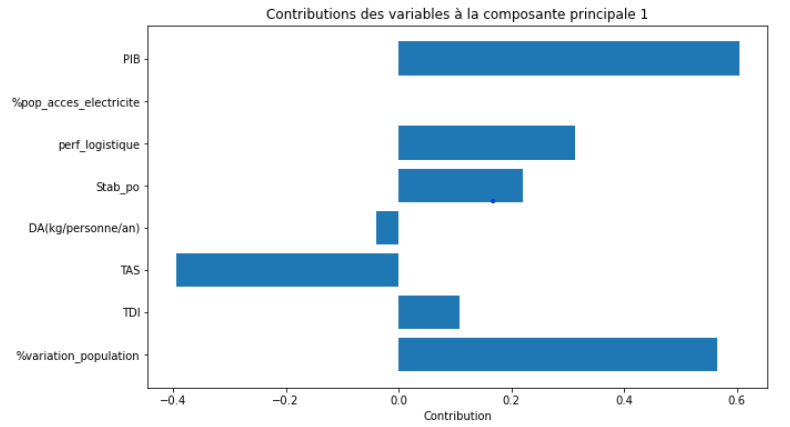 Contributions des variables à la composante principale 1
PIB
%pop_acces_electricite
perf_logistique
Stab_po
DA(kg/personne/an)
TAS
TDI
%variation_population
−0.4 −0.2 0.0 0.2 0.4 0.6
Contribution